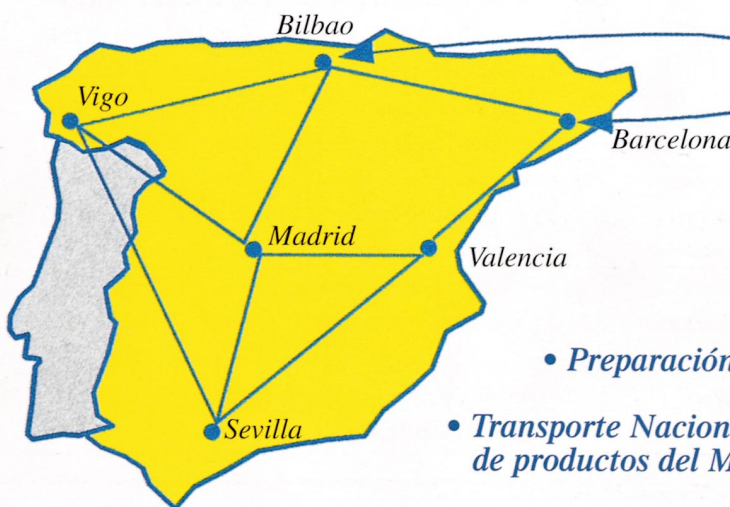 Bilbao
Vigo
Barcelona
Madrid
Valencia
• Preparación
Sevilla
• Transporte Nacion
de productos del M